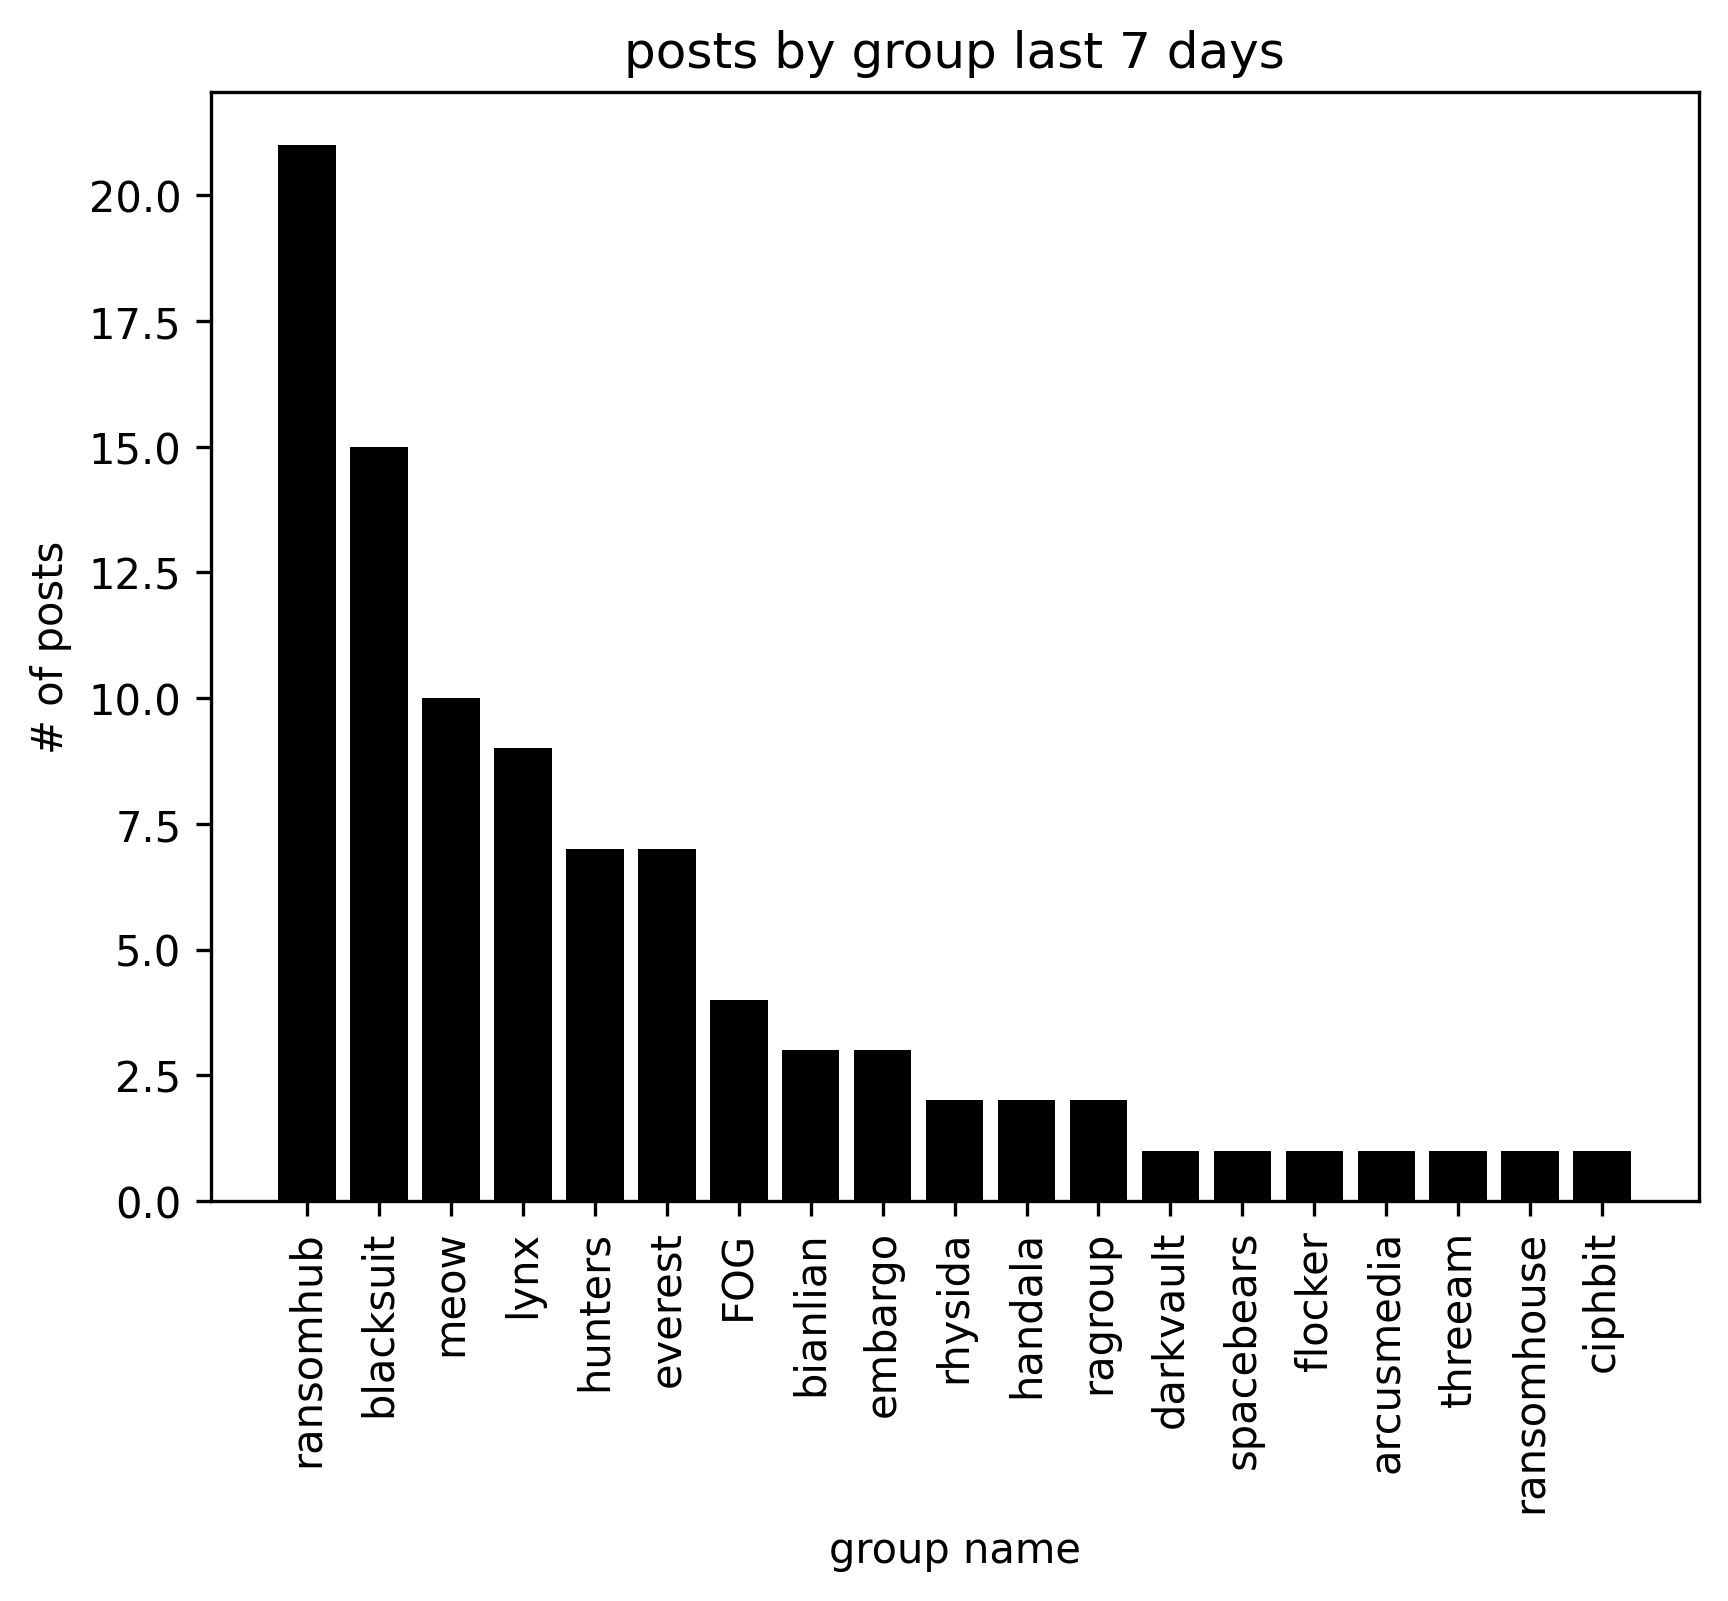 posts by group last 7 days
# of posts
20.0
17.5
15.0
12.5
10.0
7.5
5.0
2.5
0.0
ransomhub
blacksuit
meow
lynx
hunters
everest
FOG
bianlian
embargo
rhysida
handala
ragroup
darkvault
spacebears
flocker
arcusmedia
threeam
ransomhouse
ciphbit
group name